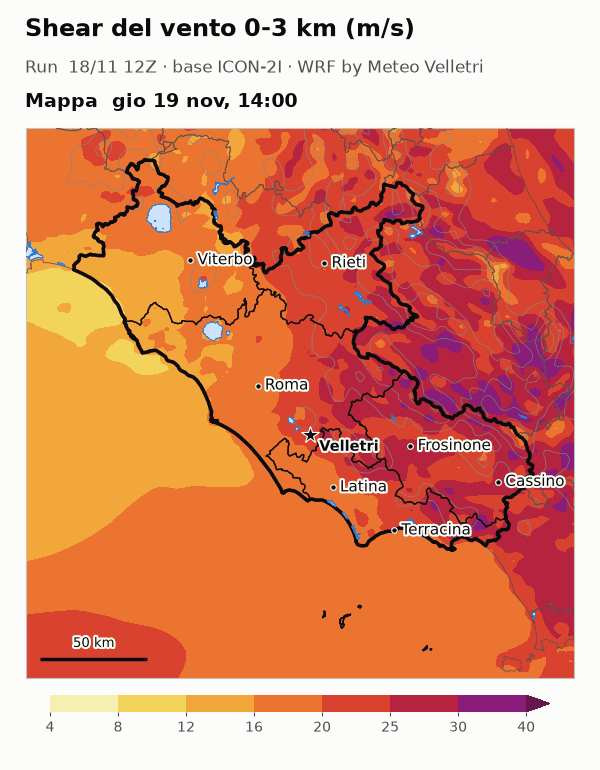 Shear del vento 0-3 km (m/s)
Run  18/11 12Z · base ICON-2I · WRF by Meteo Velletri
Mappa  gio 19 nov, 14:00
Viterbo
Rieti
Roma
Velletri
Frosinone
Cassino
Latina
Terracina
50 km
4 8 12 16 20 25 30 40